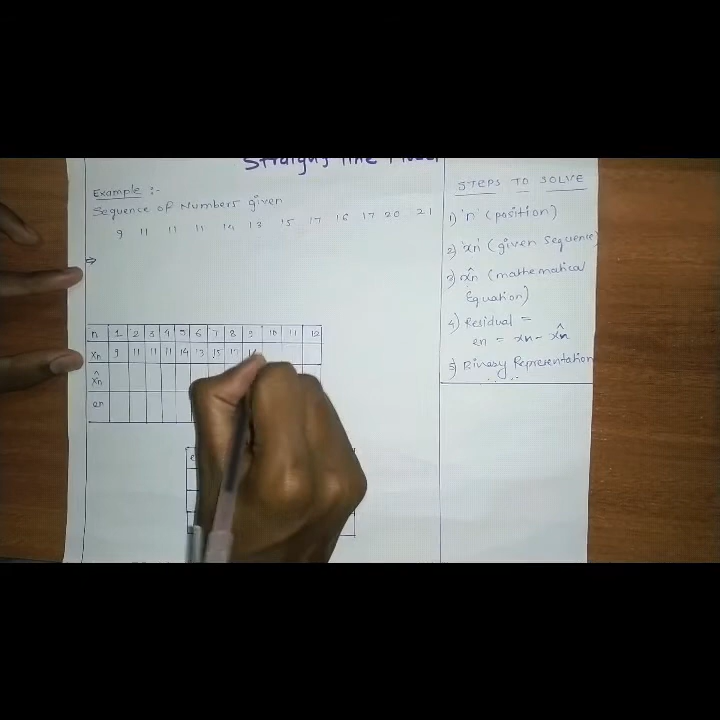 Straight line Model
Example :-
Sequence of Numbers given
9 11 11 11 14 13 15 17 16 17 20 21
⇒
n 1 2 3 4 5 6 7 8 9 10 11 12
xn 9 11 11 11 14 13 15 17
x̂n
en
STEPS TO SOLVE
1) 'n' (position)
2) 'xn' (given sequence)
3) x̂n (mathematical
Equation)
4) Residual =
en = xn - x̂n
5) Binary Representation